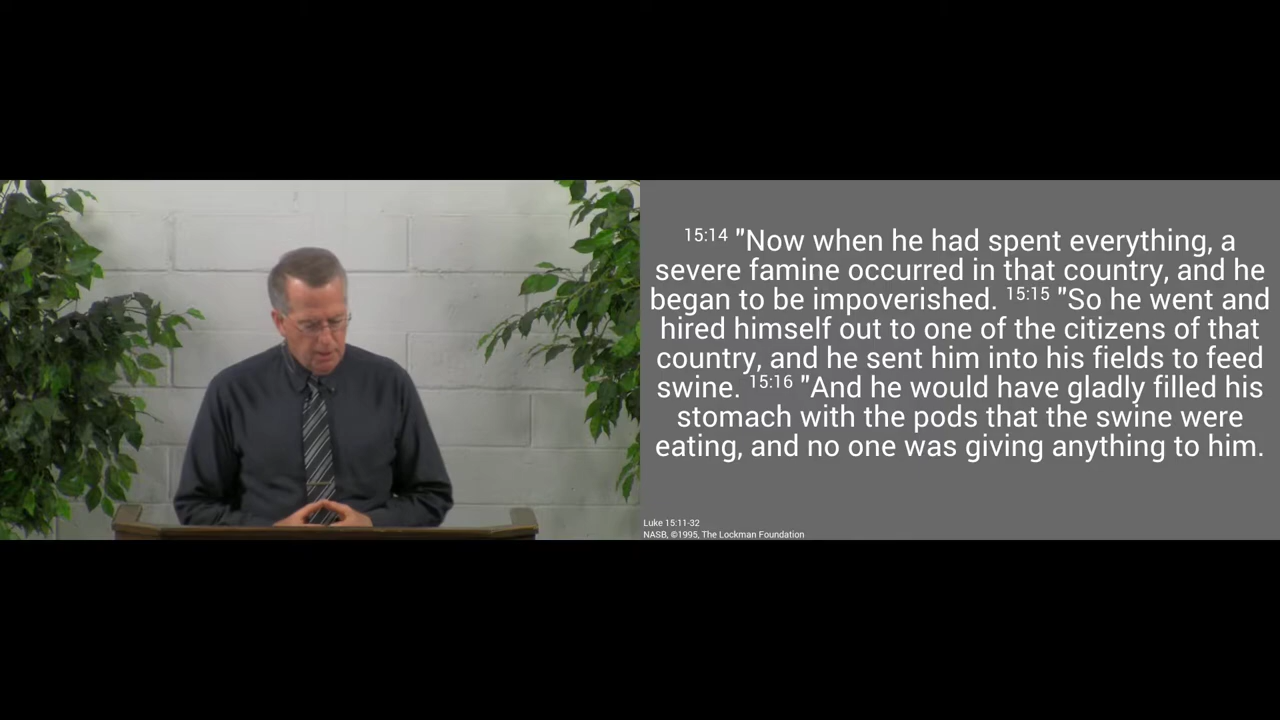 15:14 "Now when he had spent everything, a
severe famine occurred in that country, and he
began to be impoverished. 15:15 "So he went and
hired himself out to one of the citizens of that
country, and he sent him into his fields to feed
swine. 15:16 "And he would have gladly filled his
stomach with the pods that the swine were
eating, and no one was giving anything to him.
Luke 15:11-32
NASB, ©1995, The Lockman Foundation